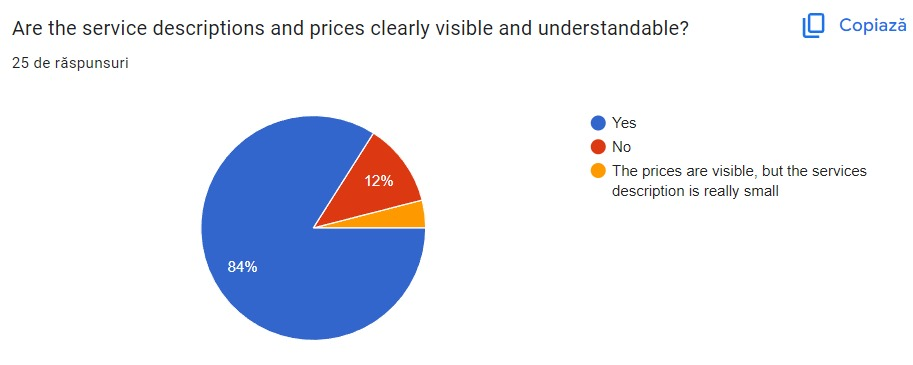 Are the service descriptions and prices clearly visible and understandable?
Copiază
25 de răspunsuri
Yes
No
The prices are visible, but the services
description is really small
12%
84%